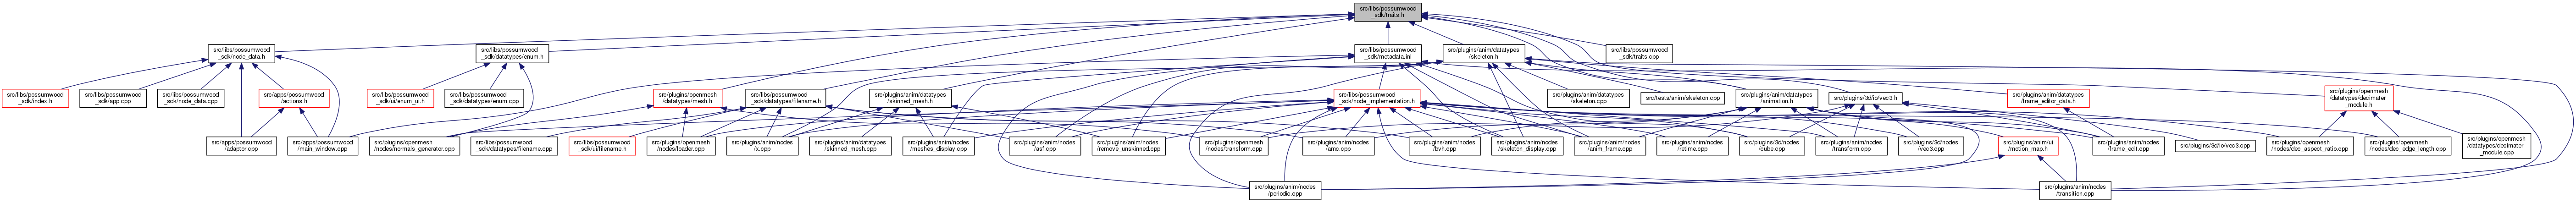 src/libs/possumwood
_sdk/traits.h
src/libs/possumwood
_sdk/node_data.h
src/libs/possumwood
_sdk/datatypes/enum.h
src/libs/possumwood
_sdk/metadata.inl
src/plugins/anim/datatypes
/skeleton.h
src/libs/possumwood
_sdk/traits.cpp
src/libs/possumwood
_sdk/index.h
src/libs/possumwood
_sdk/app.cpp
src/libs/possumwood
_sdk/node_data.cpp
src/apps/possumwood
/actions.h
src/libs/possumwood
_sdk/ui/enum_ui.h
src/libs/possumwood
_sdk/datatypes/enum.cpp
src/plugins/openmesh
/datatypes/mesh.h
src/libs/possumwood
_sdk/datatypes/filename.h
src/plugins/anim/datatypes
/skinned_mesh.h
src/libs/possumwood
_sdk/node_implementation.h
src/plugins/anim/datatypes
/skeleton.cpp
src/tests/anim/skeleton.cpp
src/plugins/anim/datatypes
/animation.h
src/plugins/3d/io/vec3.h
src/plugins/anim/datatypes
/frame_editor_data.h
src/plugins/openmesh
/datatypes/decimater
_module.h
src/apps/possumwood
/adaptor.cpp
src/apps/possumwood
/main_window.cpp
src/plugins/openmesh
/nodes/normals_generator.cpp
src/libs/possumwood
_sdk/datatypes/filename.cpp
src/libs/possumwood
_sdk/ui/filename.h
src/plugins/openmesh
/nodes/loader.cpp
src/plugins/anim/nodes
/x.cpp
src/plugins/anim/datatypes
/skinned_mesh.cpp
src/plugins/anim/nodes
/meshes_display.cpp
src/plugins/anim/nodes
/asf.cpp
src/plugins/anim/nodes
/remove_unskinned.cpp
src/plugins/openmesh
/nodes/transform.cpp
src/plugins/anim/nodes
/amc.cpp
src/plugins/anim/nodes
/bvh.cpp
src/plugins/anim/nodes
/skeleton_display.cpp
src/plugins/anim/nodes
/anim_frame.cpp
src/plugins/anim/nodes
/retime.cpp
src/plugins/3d/nodes
/cube.cpp
src/plugins/anim/nodes
/transform.cpp
src/plugins/3d/nodes
/vec3.cpp
src/plugins/anim/ui
/motion_map.h
src/plugins/anim/nodes
/frame_edit.cpp
src/plugins/3d/io/vec3.cpp
src/plugins/openmesh
/nodes/dec_aspect_ratio.cpp
src/plugins/openmesh
/nodes/dec_edge_length.cpp
src/plugins/openmesh
/datatypes/decimater
_module.cpp
src/plugins/anim/nodes
/periodic.cpp
src/plugins/anim/nodes
/transition.cpp